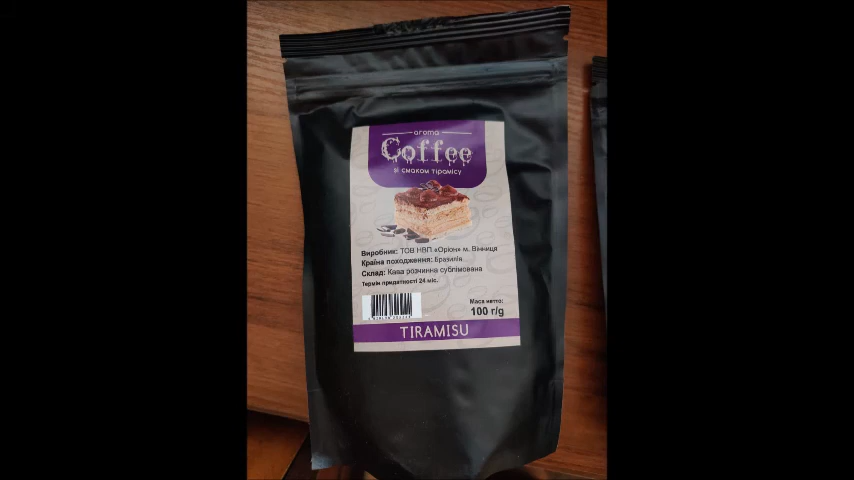 aroma
Coffee
зі смаком тірамісу
Виробник: ТОВ НВП «Оріон» м. Вінниця
Країна походження: Бразилія
Склад: Кава розчинна сублімована
Термін придатності 24 міс.
Маса нетто:
100 г/g
TIRAMISU